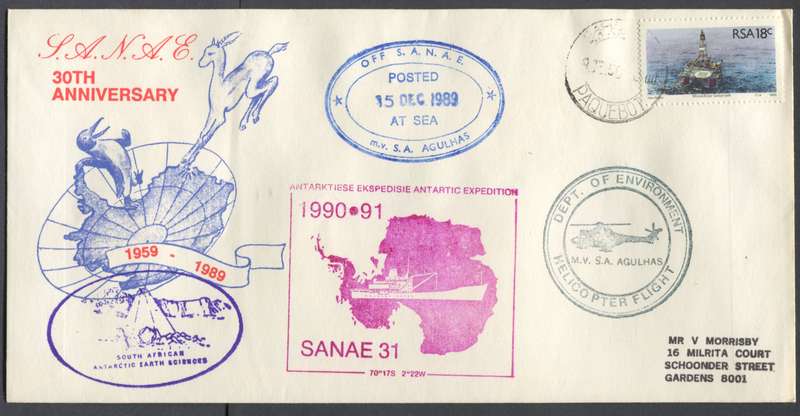 S.A.N.A.E.
30TH
ANNIVERSARY
1959 - 1989
SOUTH AFRICAN
ANTARCTIC EARTH SCIENCES
OFF S.A.N.A.E.
POSTED
15 DEC 1989
AT SEA
m.v. S.A. AGULHAS
RSA 18c
PAQUEBOT
ANTARKTIESE EKSPEDISIE ANTARTIC EXPEDITION
1990•91
SANAE 31
70°17S 2°22W
DEPT. OF ENVIRONMENT
M.V. S.A. AGULHAS
HELICOPTER FLIGHT
MR V MORRISBY
16 MILRITA COURT
SCHOONDER STREET
GARDENS 8001